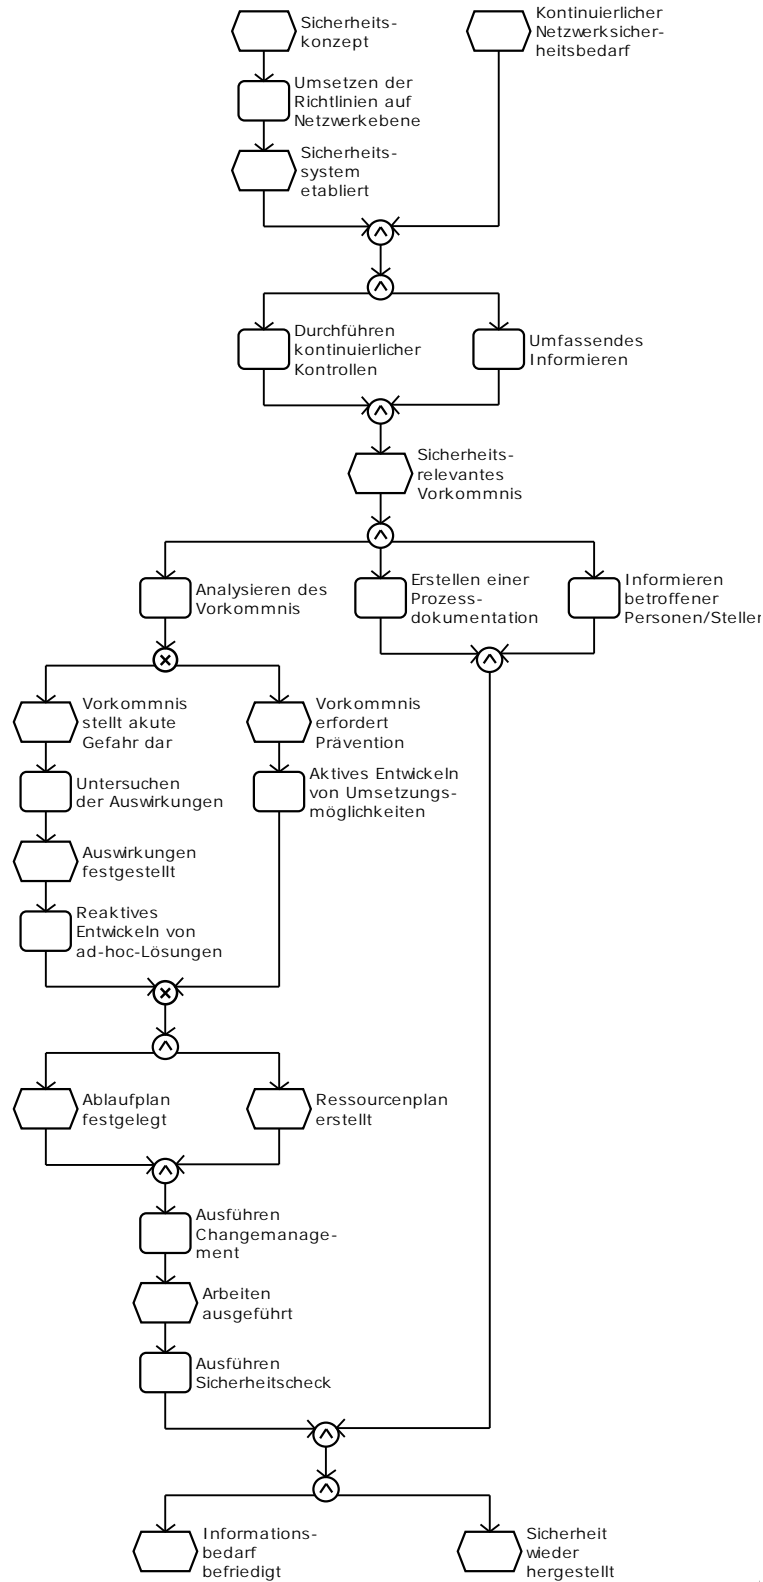 Sicherheits-
konzept
Kontinuierlicher
Netzwerksicher-
heitsbedarf
Umsetzen der
Richtlinien auf
Netzwerkebene
Sicherheits-
system
etabliert
Durchführen
kontinuierlicher
Kontrollen
Umfassendes
Informieren
Sicherheits-
relevantes
Vorkommnis
Analysieren des
Vorkommnis
Erstellen einer
Prozess-
dokumentation
Informieren
betroffener
Personen/Stellen
Vorkommnis
stellt akute
Gefahr dar
Vorkommnis
erfordert
Prävention
Untersuchen
der Auswirkungen
Aktives Entwickeln
von Umsetzungs-
möglichkeiten
Auswirkungen
festgestellt
Reaktives
Entwickeln von
ad-hoc-Lösungen
Ablaufplan
festgelegt
Ressourcenplan
erstellt
Ausführen
Changemanage-
ment
Arbeiten
ausgeführt
Ausführen
Sicherheitscheck
Informations-
bedarf
befriedigt
Sicherheit
wieder
hergestellt